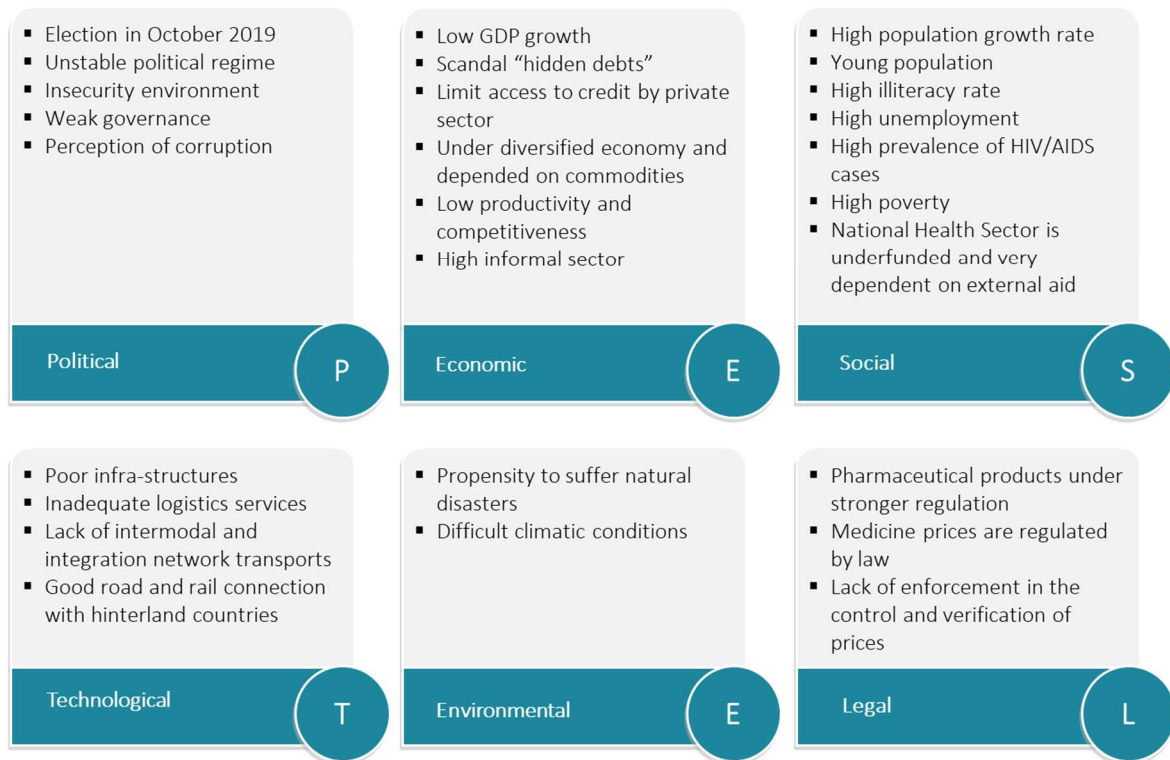 ▪ Election in October 2019
▪ Unstable political regime
▪ Insecurity environment
▪ Weak governance
▪ Perception of corruption
Political
P
▪ Low GDP growth
▪ Scandal “hidden debts”
▪ Limit access to credit by private
sector
▪ Under diversified economy and
depended on commodities
▪ Low productivity and
competitiveness
▪ High informal sector
Economic
E
▪ High population growth rate
▪ Young population
▪ High illiteracy rate
▪ High unemployment
▪ High prevalence of HIV/AIDS
cases
▪ High poverty
▪ National Health Sector is
underfunded and very
dependent on external aid
Social
S
▪ Poor infra-structures
▪ Inadequate logistics services
▪ Lack of intermodal and
integration network transports
▪ Good road and rail connection
with hinterland countries
Technological
T
▪ Propensity to suffer natural
disasters
▪ Difficult climatic conditions
Environmental
E
▪ Pharmaceutical products under
stronger regulation
▪ Medicine prices are regulated
by law
▪ Lack of enforcement in the
control and verification of
prices
Legal
L